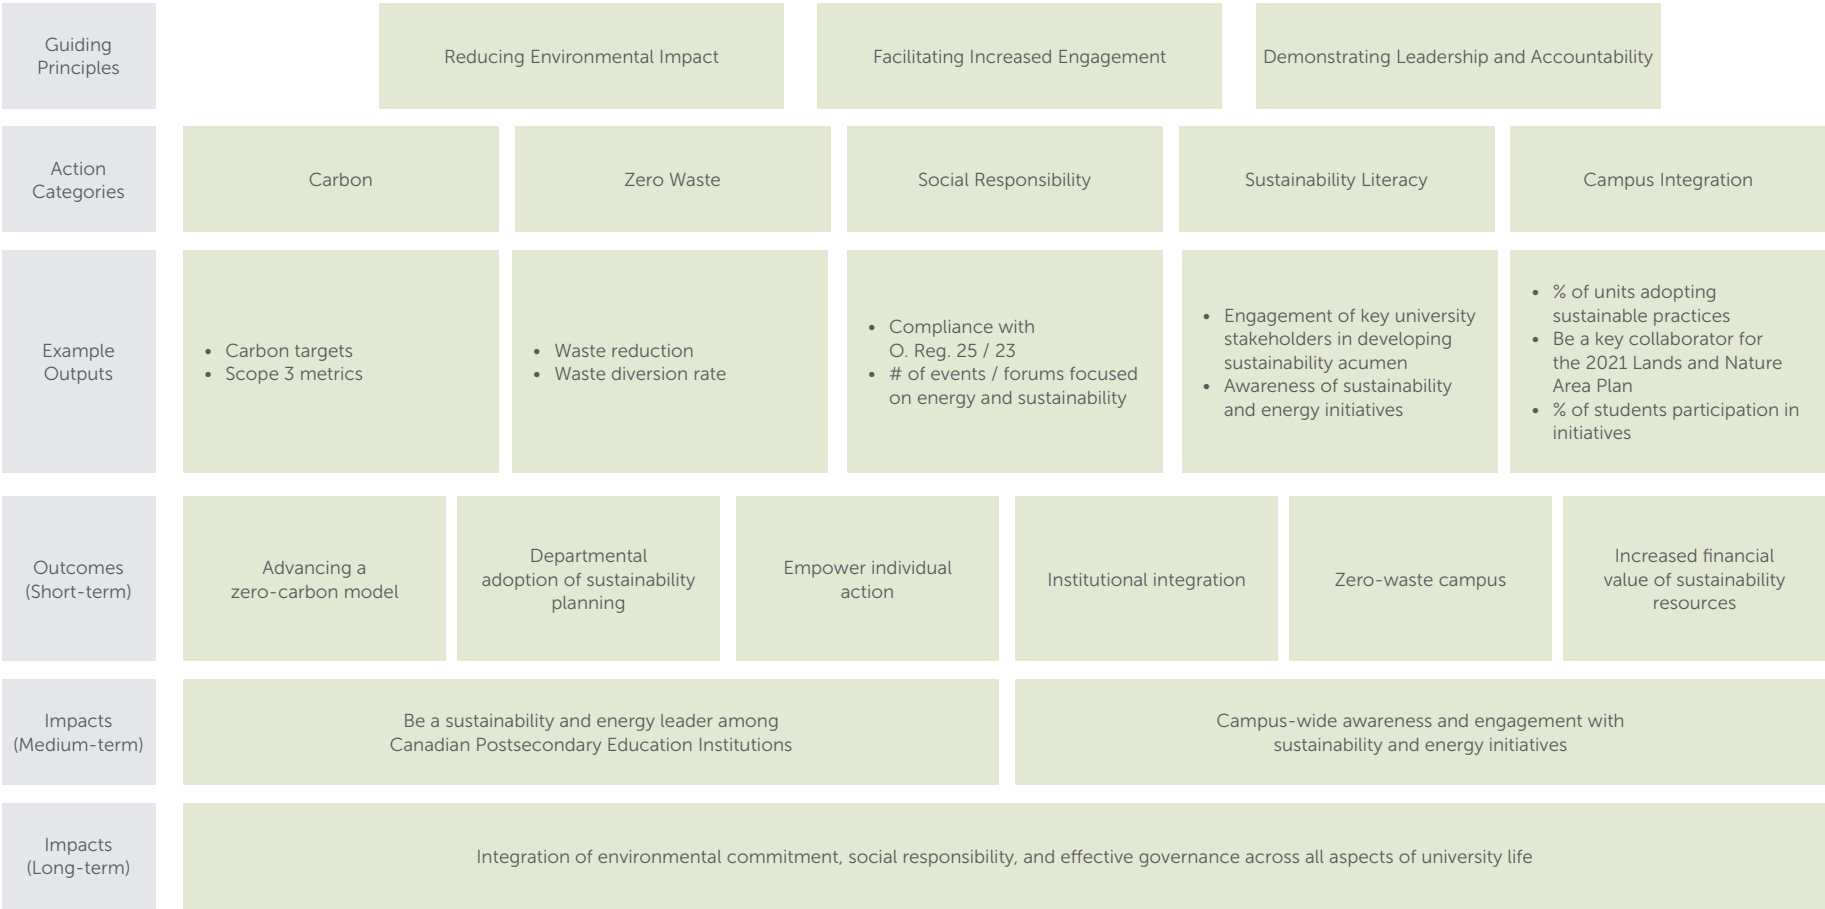 Guiding
Principles
Reducing Environmental Impact
Facilitating Increased Engagement
Demonstrating Leadership and Accountability
Action
Categories
Carbon
Zero Waste
Social Responsibility
Sustainability Literacy
Campus Integration
Example
Outputs
• Carbon targets
• Scope 3 metrics
• Waste reduction
• Waste diversion rate
• Compliance with
O. Reg. 25 / 23
• # of events / forums focused
on energy and sustainability
• Engagement of key university
stakeholders in developing
sustainability acumen
• Awareness of sustainability
and energy initiatives
• % of units adopting
sustainable practices
• Be a key collaborator for
the 2021 Lands and Nature
Area Plan
• % of students participation in
initiatives
Outcomes
(Short-term)
Advancing a
zero-carbon model
Departmental
adoption of sustainability
planning
Empower individual
action
Institutional integration
Zero-waste campus
Increased financial
value of sustainability
resources
Impacts
(Medium-term)
Be a sustainability and energy leader among
Canadian Postsecondary Education Institutions
Campus-wide awareness and engagement with
sustainability and energy initiatives
Impacts
(Long-term)
Integration of environmental commitment, social responsibility, and effective governance across all aspects of university life